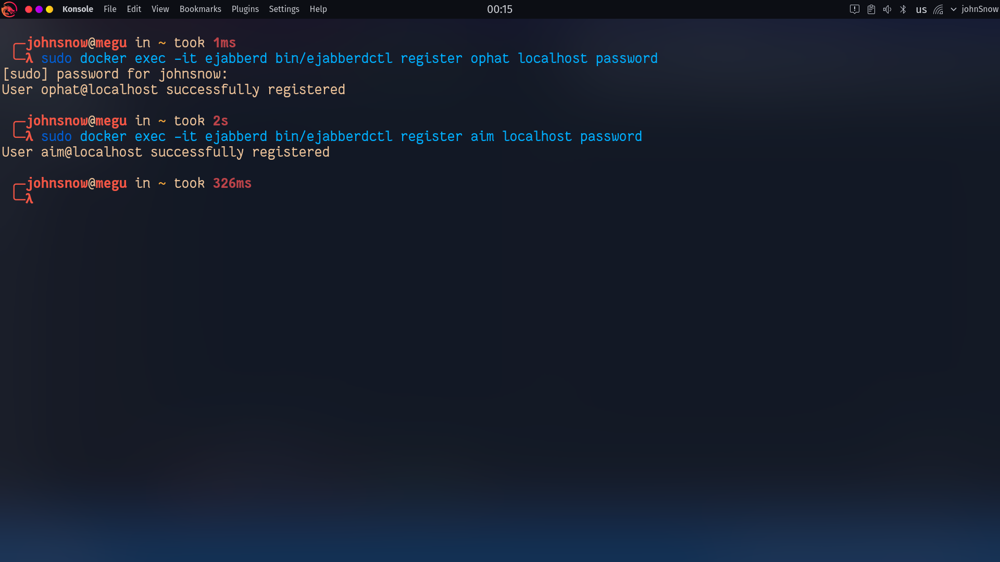 Konsole File Edit View Bookmarks Plugins Settings Help 00:15 us johnSnow
╭─johnsnow@megu in ~ took 1ms
╰─λ sudo docker exec -it ejabberd bin/ejabberdctl register ophat localhost password
[sudo] password for johnsnow:
User ophat@localhost successfully registered
╭─johnsnow@megu in ~ took 2s
╰─λ sudo docker exec -it ejabberd bin/ejabberdctl register aim localhost password
User aim@localhost successfully registered
╭─johnsnow@megu in ~ took 326ms
╰─λ